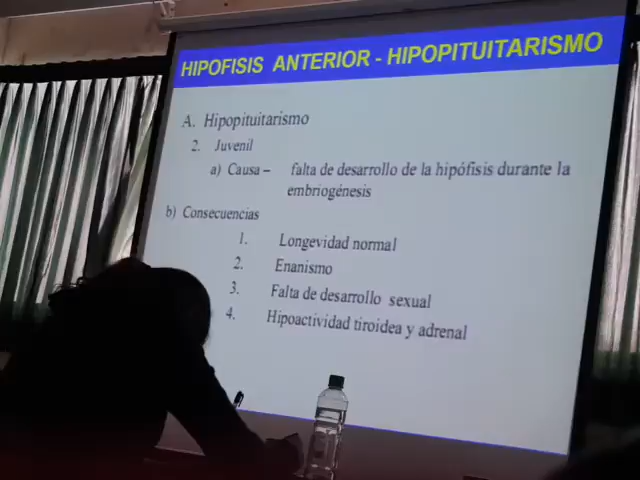 HIPOFISIS ANTERIOR - HIPOPITUITARISMO
A. Hipopituitarismo
2. Juvenil
a) Causa – falta de desarrollo de la hipófisis durante la
embriogénesis
b) Consecuencias
1. Longevidad normal
2. Enanismo
3. Falta de desarrollo sexual
4. Hipoactividad tiroidea y adrenal